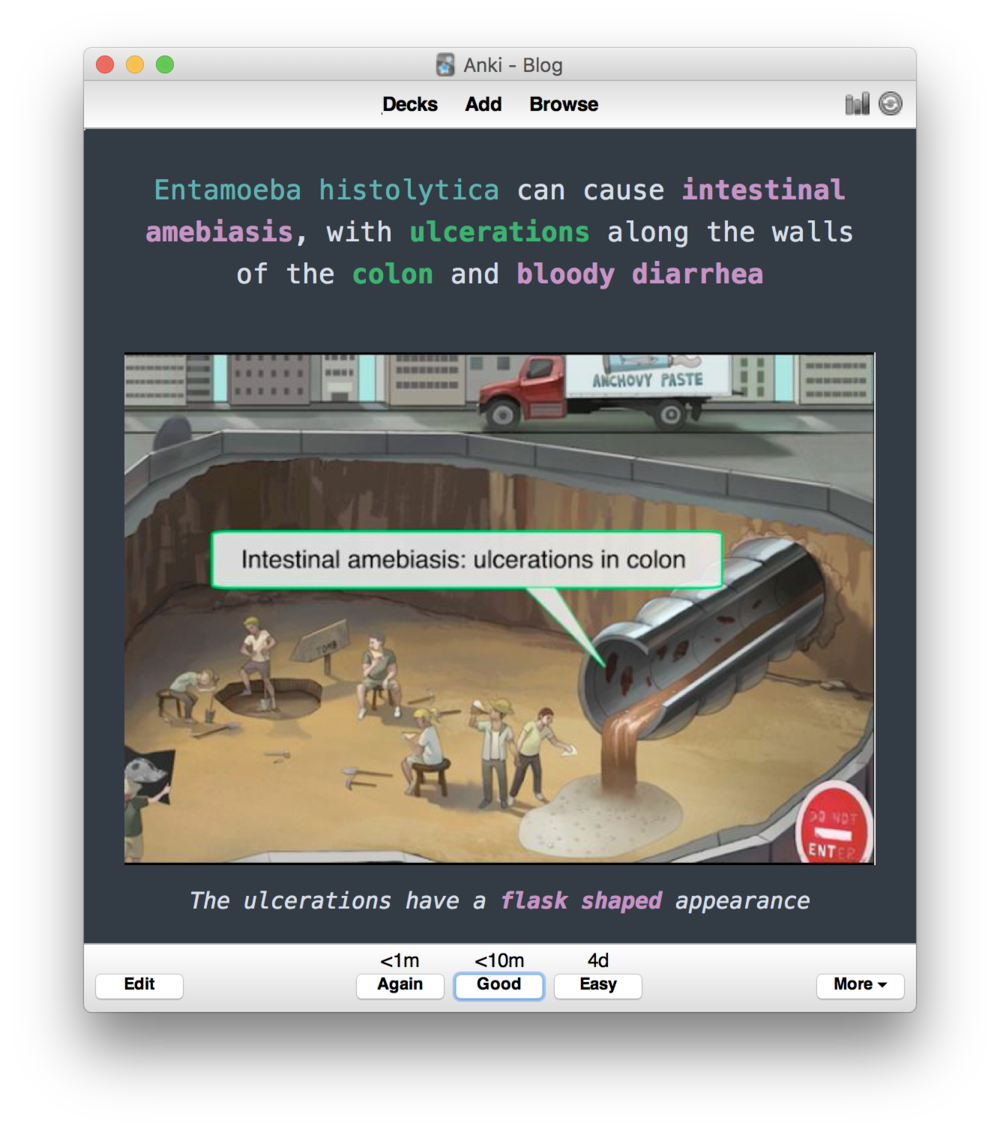 Anki - Blog
Decks Add Browse
Entamoeba histolytica can cause intestinal
amebiasis, with ulcerations along the walls
of the colon and bloody diarrhea
ANCHOVY PASTE
Intestinal amebiasis: ulcerations in colon
TOMB
DO NOT
ENTER
The ulcerations have a flask shaped appearance
<1m <10m 4d
Edit Again Good Easy More